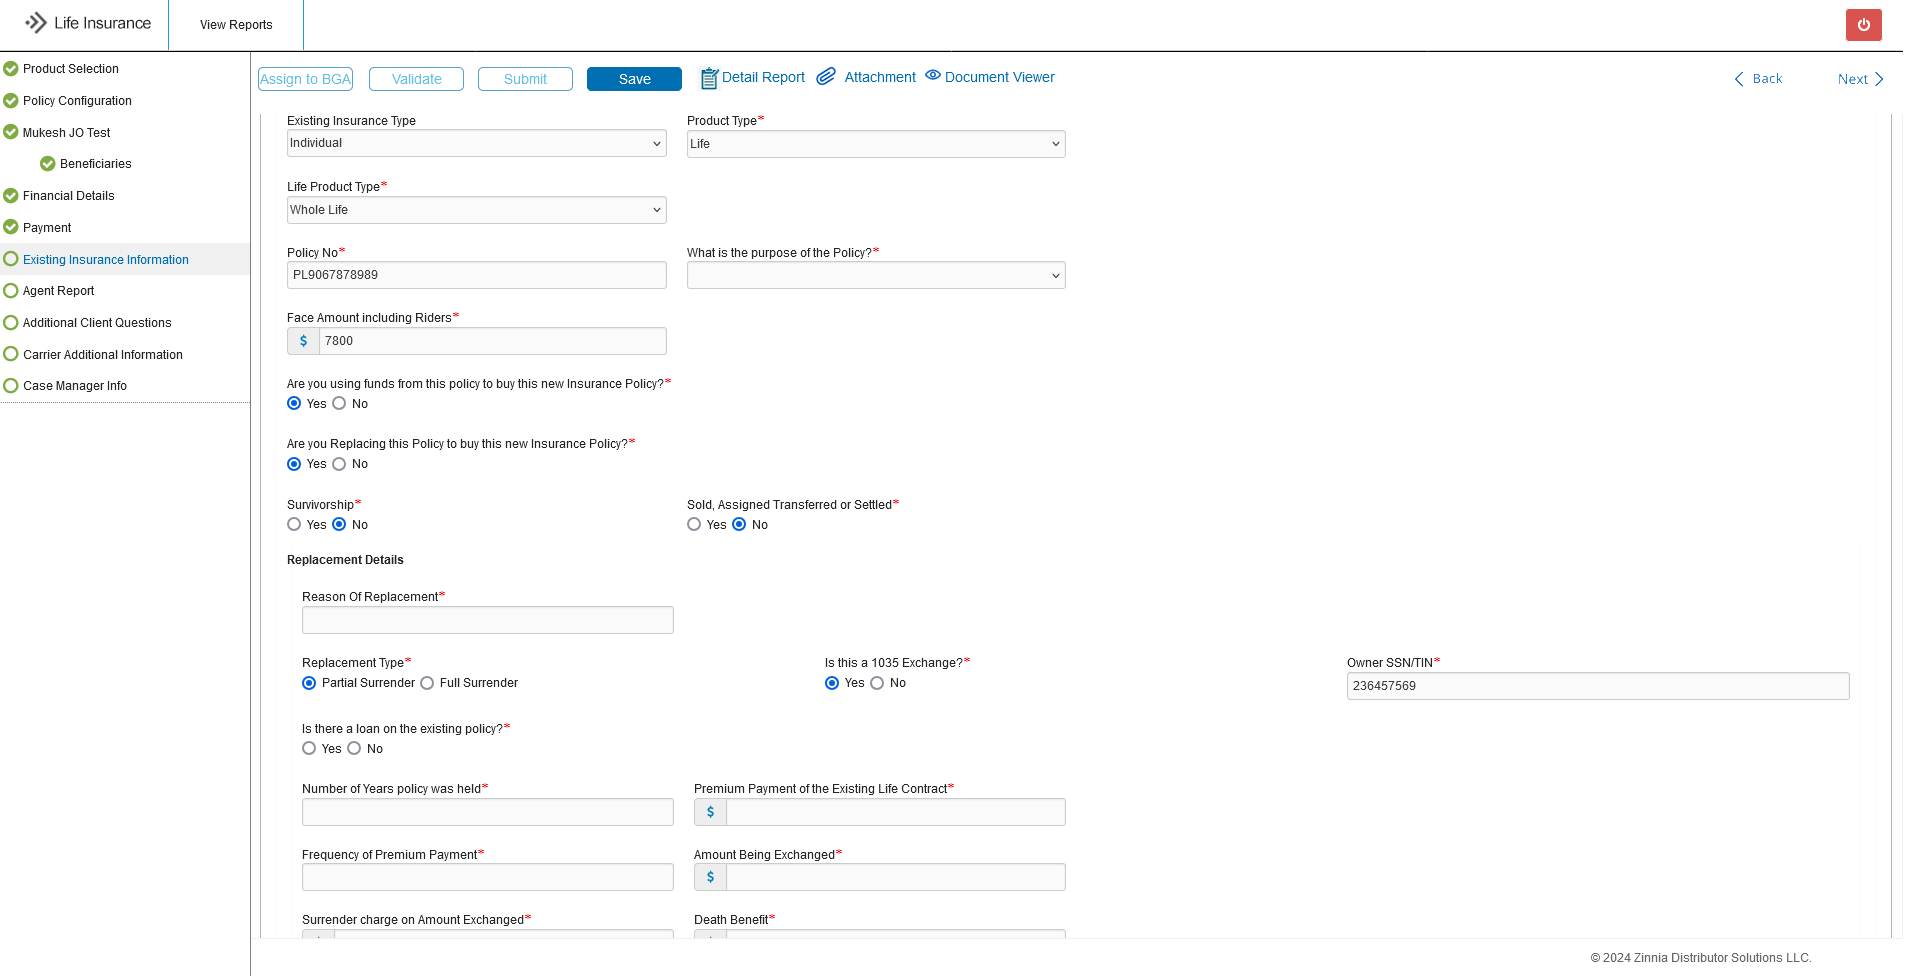 Life Insurance
View Reports
Product Selection
Policy Configuration
Mukesh JO Test
Beneficiaries
Financial Details
Payment
Existing Insurance Information
Agent Report
Additional Client Questions
Carrier Additional Information
Case Manager Info
Assign to BGA
Validate
Submit
Save
Detail Report
Attachment
Document Viewer
Back
Next
Existing Insurance Type
Product Type*
Individual
Life
Life Product Type*
Whole Life
Policy No*
What is the purpose of the Policy?*
PL9067878989
Face Amount including Riders*
$ 7800
Are you using funds from this policy to buy this new Insurance Policy?*
Yes No
Are you Replacing this Policy to buy this new Insurance Policy?*
Yes No
Survivorship*
Sold, Assigned Transferred or Settled*
Yes No
Yes No
Replacement Details
Reason Of Replacement*
Replacement Type*
Is this a 1035 Exchange?*
Owner SSN/TIN*
Partial Surrender Full Surrender
Yes No
236457569
Is there a loan on the existing policy?*
Yes No
Number of Years policy was held*
Premium Payment of the Existing Life Contract*
$
Frequency of Premium Payment*
Amount Being Exchanged*
$
Surrender charge on Amount Exchanged*
Death Benefit*
© 2024 Zinnia Distributor Solutions LLC.